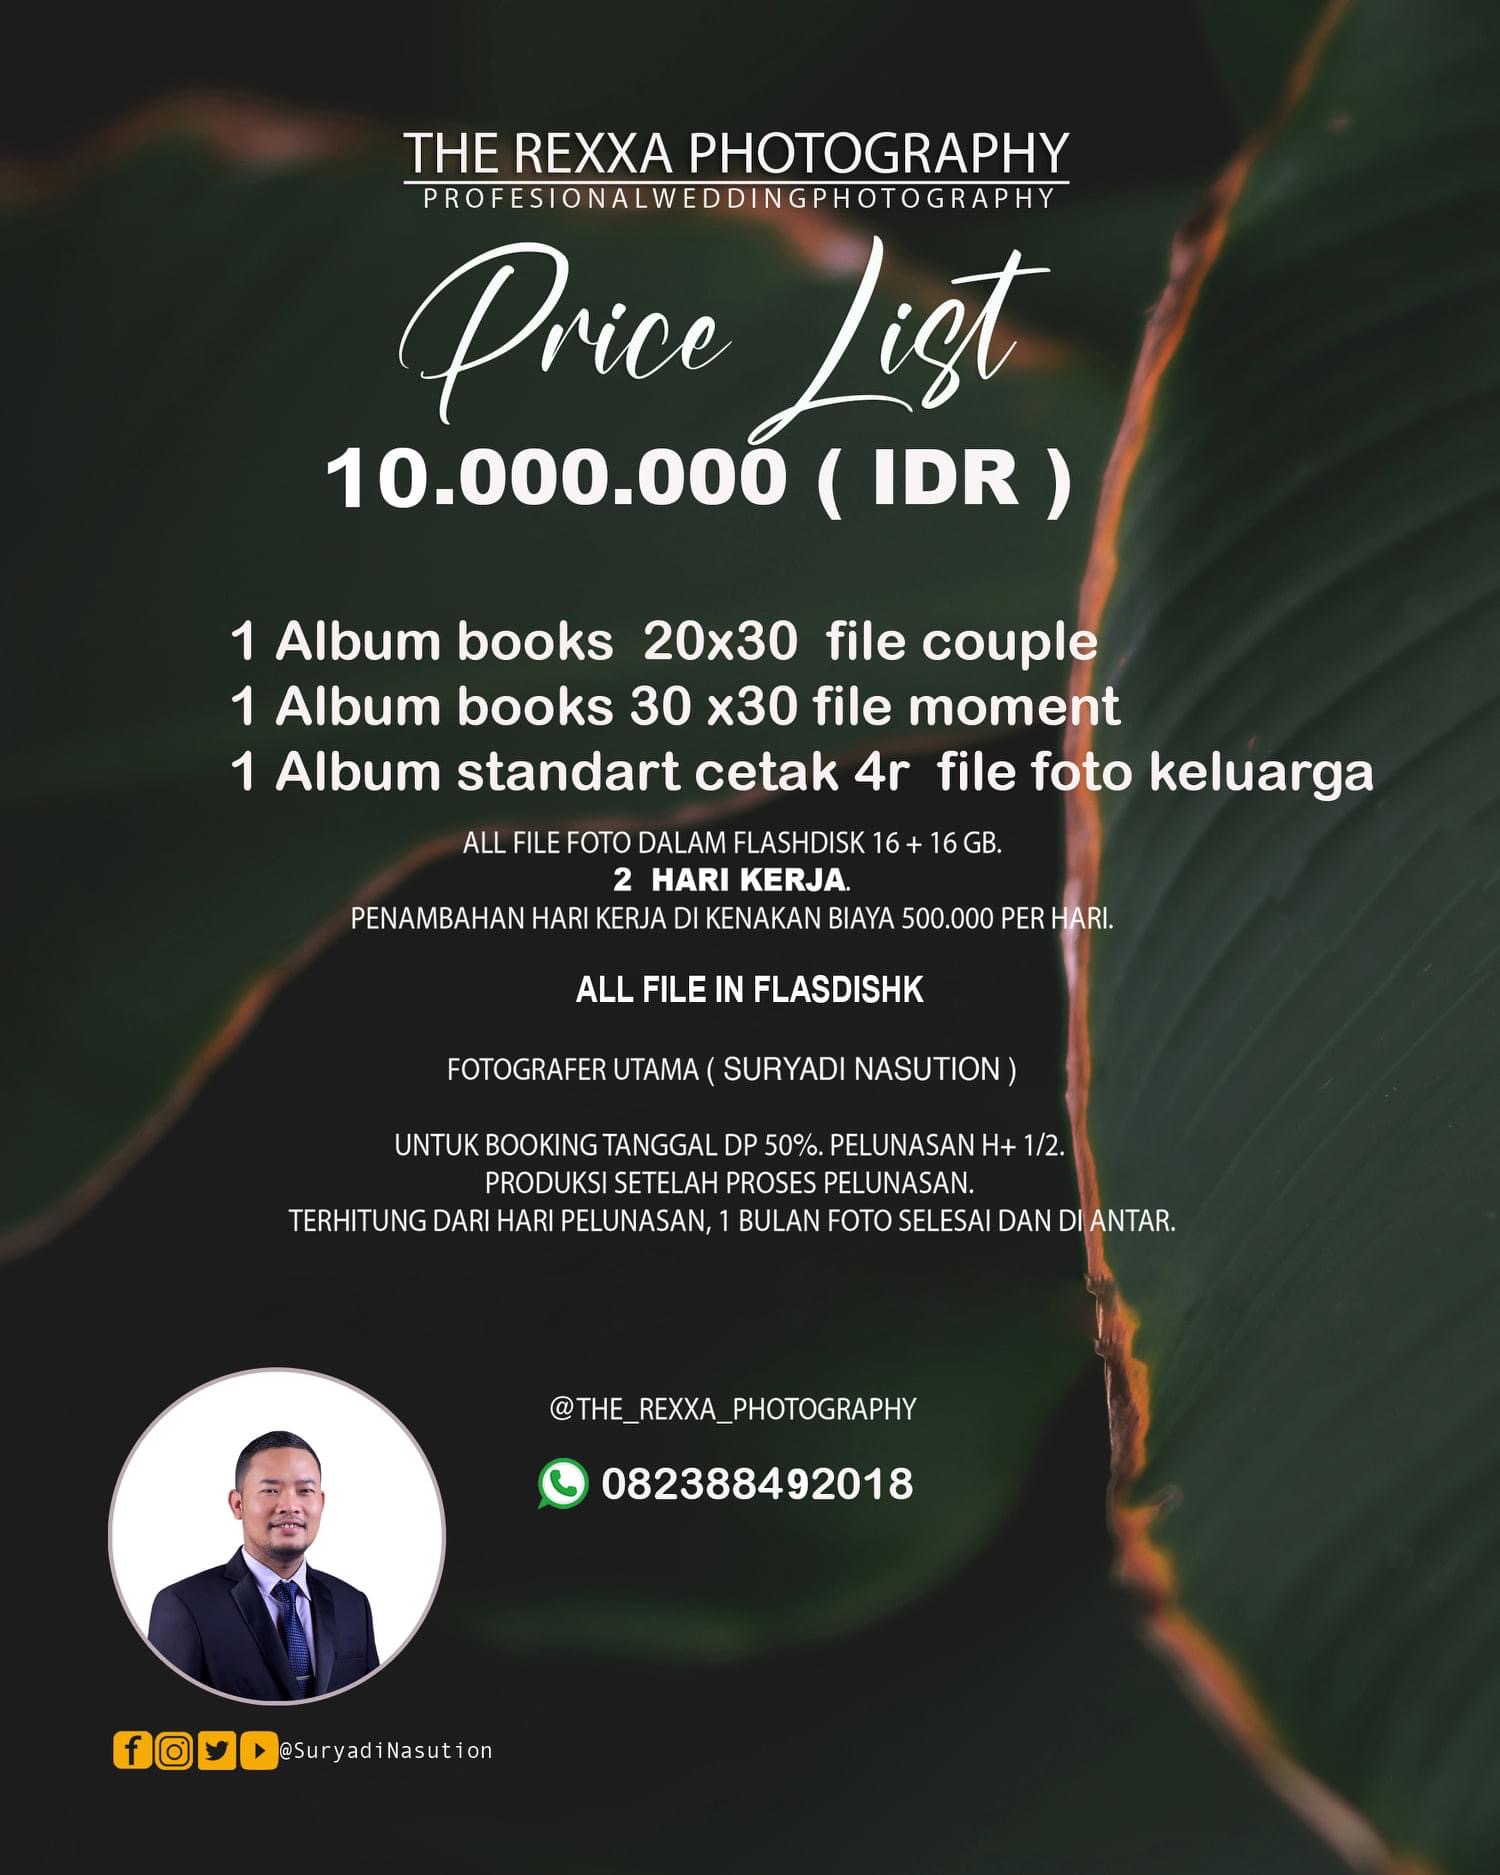 THE REXXA PHOTOGRAPHY
PROFESIONALWEDDINGPHOTOGRAPHY
Price List
10.000.000 ( IDR )
1 Album books 20x30 file couple
1 Album books 30 x30 file moment
1 Album standart cetak 4r file foto keluarga
ALL FILE FOTO DALAM FLASHDISK 16 + 16 GB.
2 HARI KERJA.
PENAMBAHAN HARI KERJA DI KENAKAN BIAYA 500.000 PER HARI.
ALL FILE IN FLASDISHK
FOTOGRAFER UTAMA ( SURYADI NASUTION )
UNTUK BOOKING TANGGAL DP 50%. PELUNASAN H+ 1/2.
PRODUKSI SETELAH PROSES PELUNASAN.
TERHITUNG DARI HARI PELUNASAN, 1 BULAN FOTO SELESAI DAN DI ANTAR.
@THE_REXXA_PHOTOGRAPHY
082388492018
@SuryadiNasution